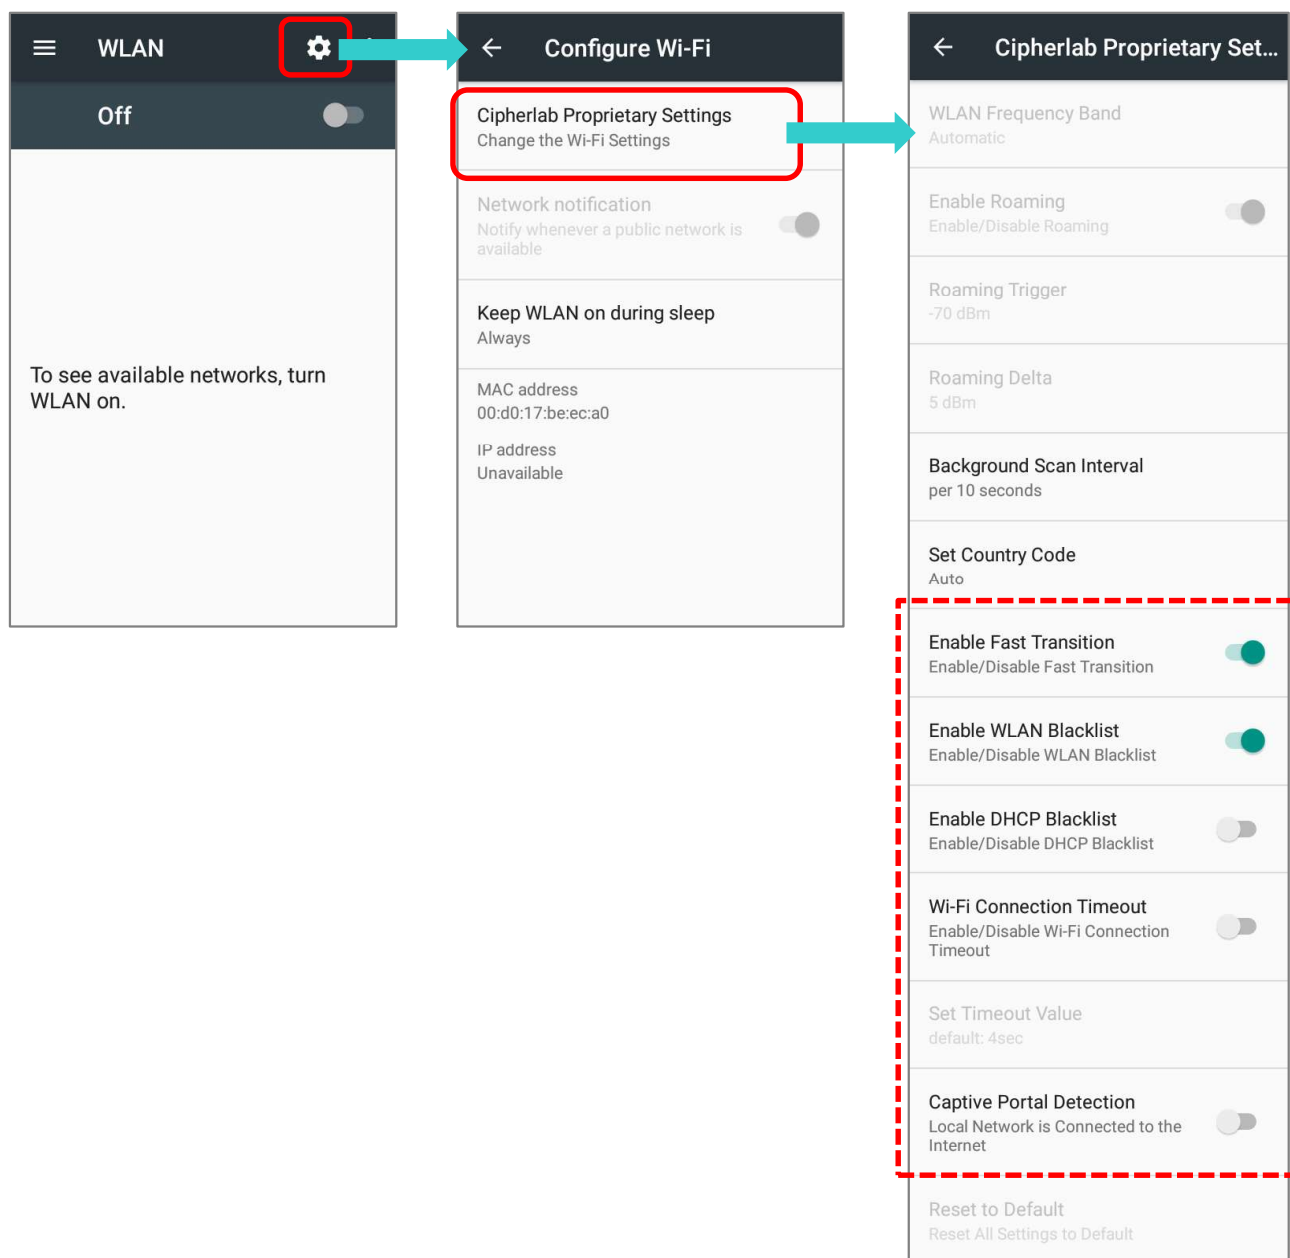 WLAN
Off
To see available networks, turn
WLAN on.
Configure Wi-Fi
Cipherlab Proprietary Settings
Change the Wi-Fi Settings
Network notification
Notify whenever a public network is
available
Keep WLAN on during sleep
Always
MAC address
00:d0:17:be:ec:a0
IP address
Unavailable
Cipherlab Proprietary Set...
WLAN Frequency Band
Automatic
Enable Roaming
Enable/Disable Roaming
Roaming Trigger
-70 dBm
Roaming Delta
5 dBm
Background Scan Interval
per 10 seconds
Set Country Code
Auto
Enable Fast Transition
Enable/Disable Fast Transition
Enable WLAN Blacklist
Enable/Disable WLAN Blacklist
Enable DHCP Blacklist
Enable/Disable DHCP Blacklist
Wi-Fi Connection Timeout
Enable/Disable Wi-Fi Connection
Timeout
Set Timeout Value
default: 4sec
Captive Portal Detection
Local Network is Connected to the
Internet
Reset to Default
Reset All Settings to Default